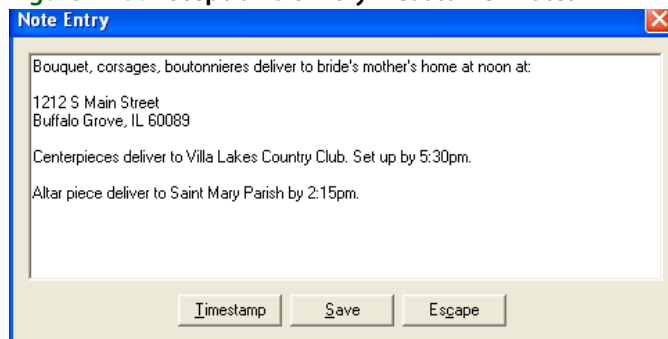 Note Entry
Bouquet, corsages, boutonnieres deliver to bride's mother's home at noon at:
1212 S Main Street
Buffalo Grove, IL 60089
Centerpieces deliver to Villa Lakes Country Club. Set up by 5:30pm.
Altar piece deliver to Saint Mary Parish by 2:15pm.
Timestamp Save Escape